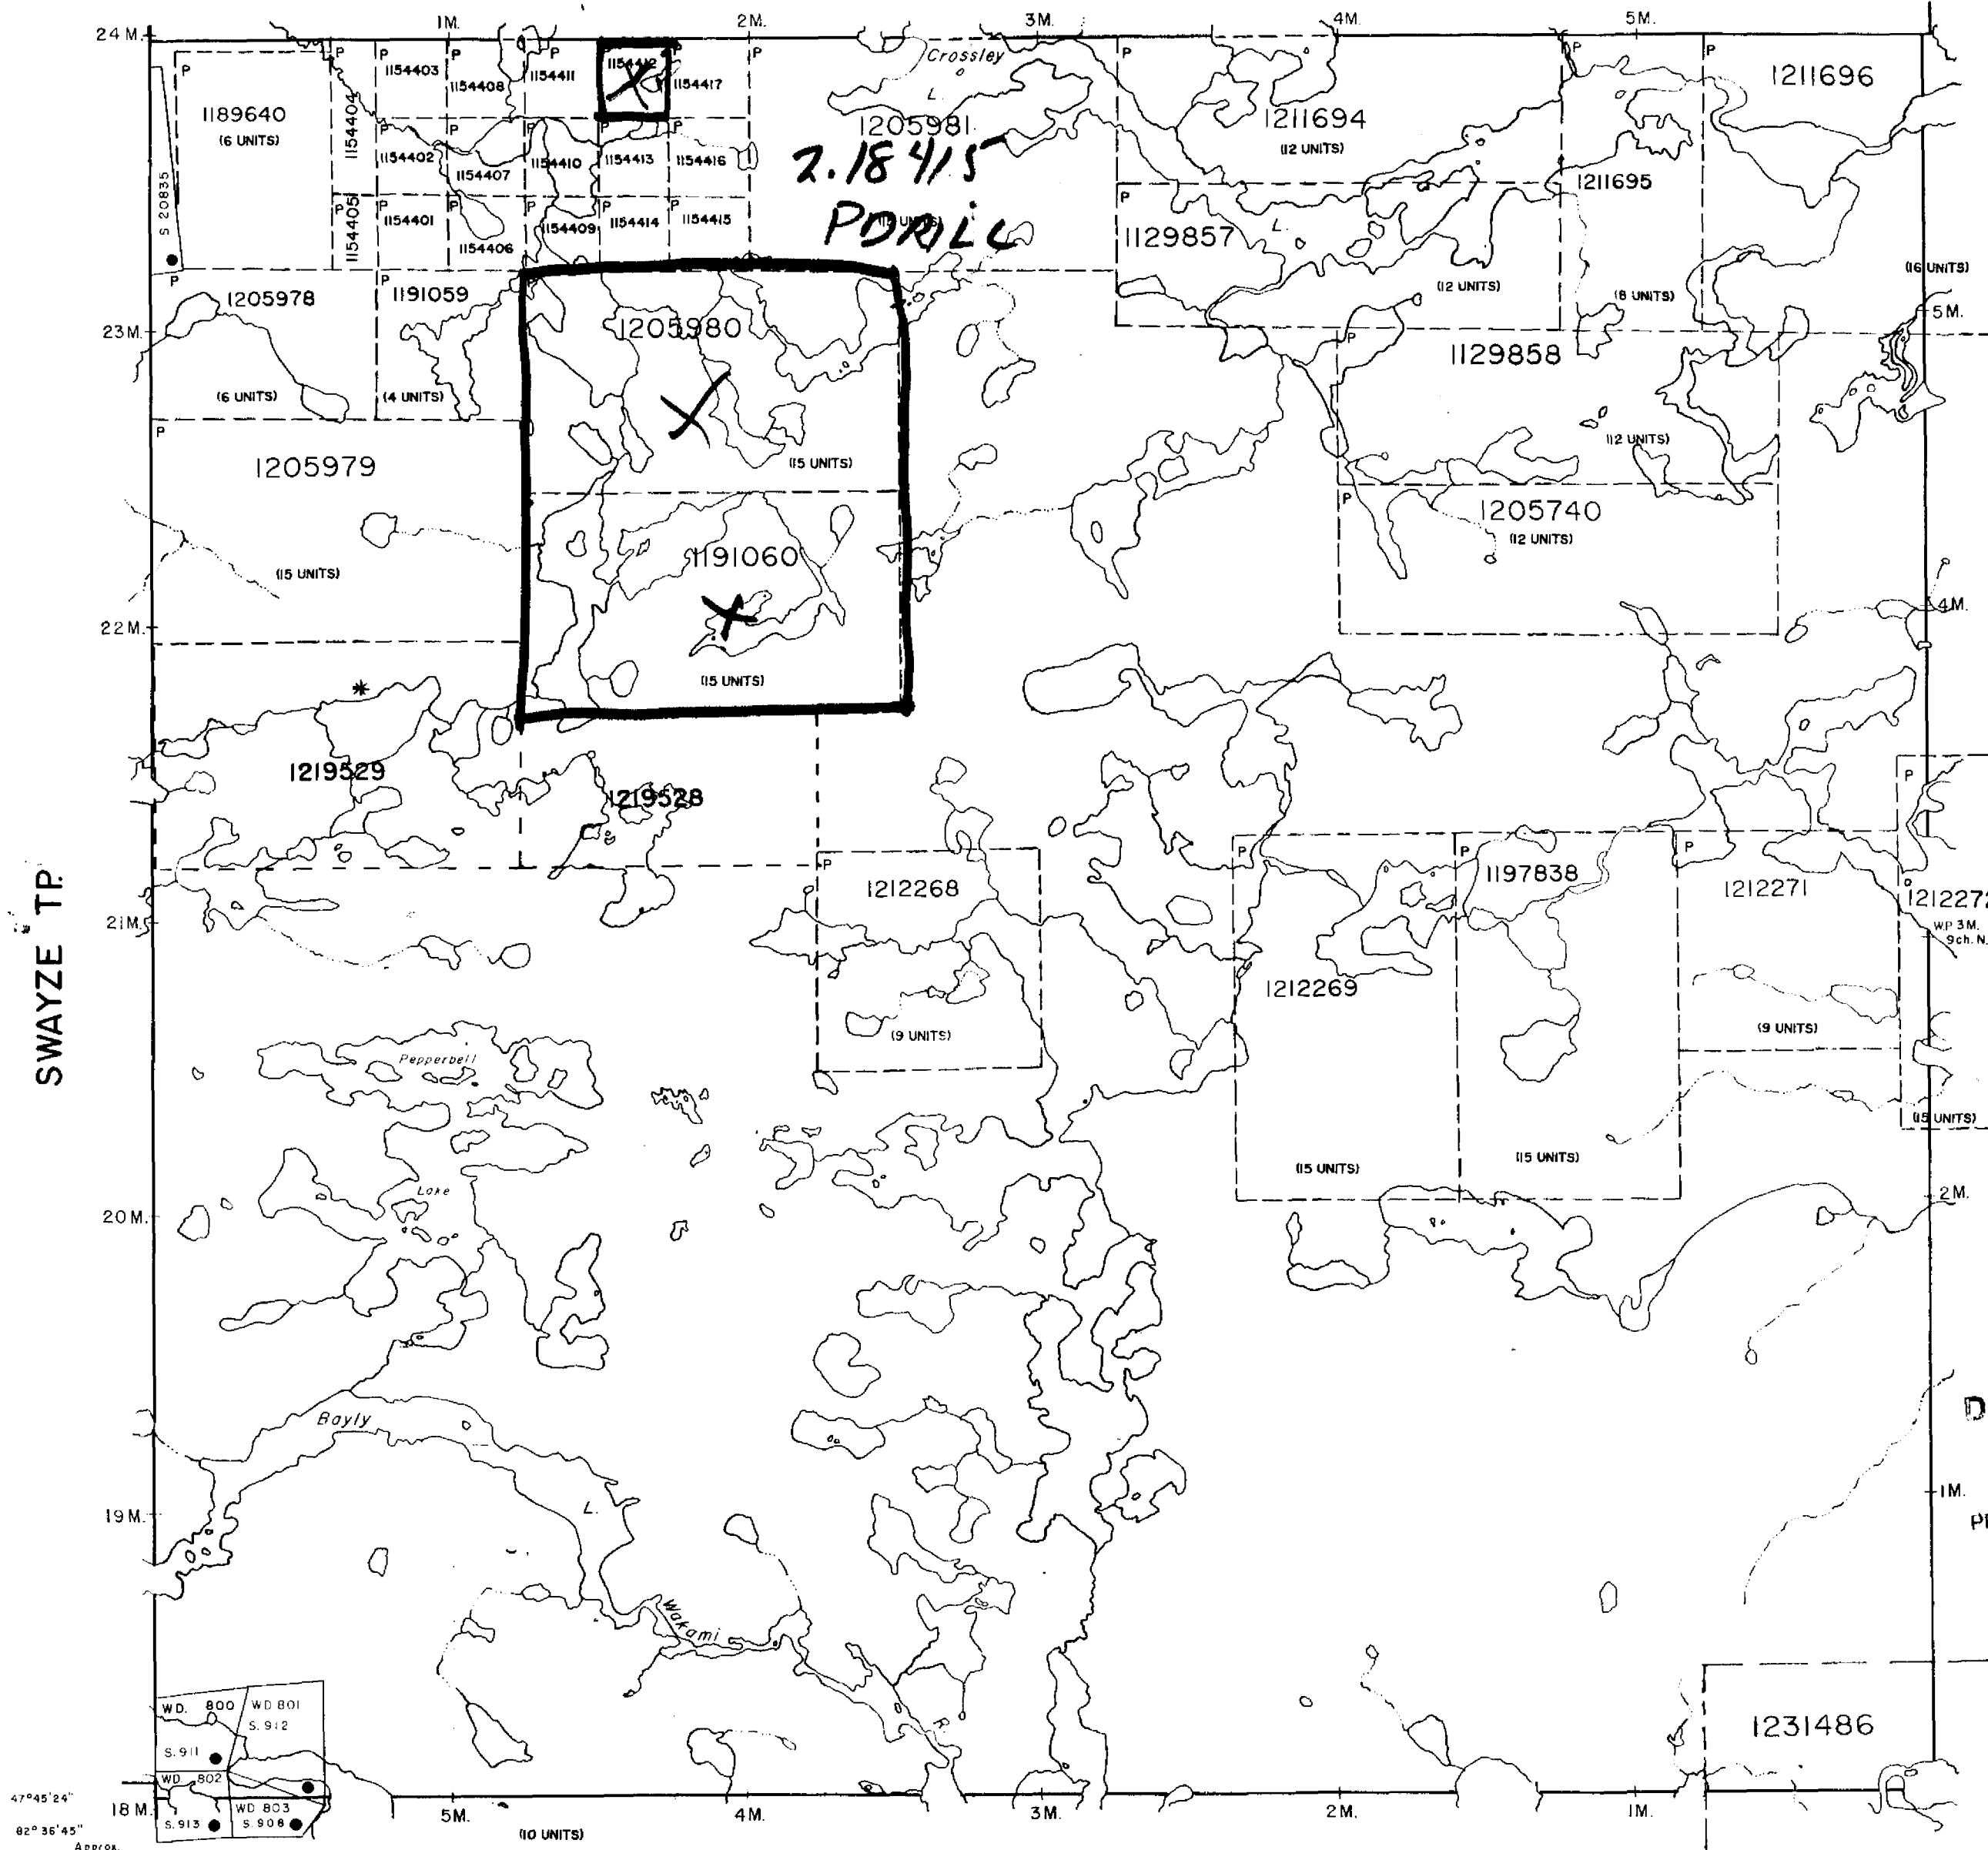 1M.
2M.
3M.
4M.
5M.
24 M.
P
P
P
P
P
P
P
P
P
P
P
1189640
(6 UNITS)
1154404
1154403
1154408
1154411
1154412
1154417
Crossley
L.
1205981
1211694
(12 UNITS)
1211696
S 20835
P
P
P
P
P
P
1154402
1154407
1154410
1154413
1154416
2.18415
PDRILL
1211695
P
P
P
P
P
P
1154405
1154401
1154406
1154409
1154414
1154415
1129857
L.
(12 UNITS)
(8 UNITS)
(16 UNITS)
P
P
P
1205978
1191059
1205980
23M.
5M.
P
1129858
(6 UNITS)
(4 UNITS)
P
1205979
(15 UNITS)
(12 UNITS)
P
1205740
(12 UNITS)
1191060
(15 UNITS)
22M.
4M.
(15 UNITS)
1219529
1219528
P
P
P
P
P
1212268
1197838
1212271
1212272
W.P 3M.
9ch. N.
21M.
SWAYZE TP.
1212269
(9 UNITS)
(9 UNITS)
Pepperbell
Lake
(15 UNITS)
(15 UNITS)
(15 UNITS)
20M.
2M.
Bayly
L.
D
19M.
1M.
Wakami
R.
WD. 800
WD 801
S. 912
S. 911
WD. 802
WD 803
S. 913
S. 908
1231486
47°45'24"
82°36'45"
Approx.
18M.
5M.
4M.
3M.
2M.
1M.
(10 UNITS)